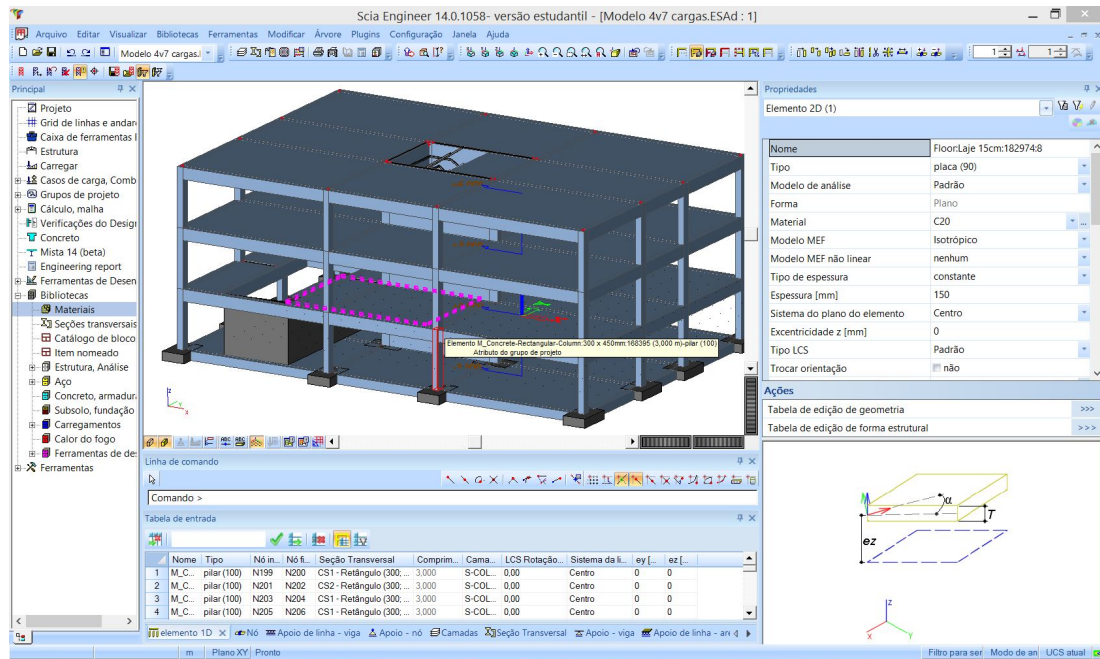 Scia Engineer 14.0.1058- versão estudantil - [Modelo 4v7 cargas.ESAd : 1]
Arquivo Editar Visualizar Bibliotecas Ferramentas Modificar Árvore Plugins Configuração Janela Ajuda
Modelo 4v7 cargas.
1 1
Principal
Projeto
Grid de linhas e andar
Caixa de ferramentas I
Estrutura
Carregar
Casos de carga, Comb
Grupos de projeto
Cálculo, malha
Verificações do Design
Concreto
Mista 14 (beta)
Engineering report
Ferramentas de Desen
Bibliotecas
Materiais
Seções transversais
Catálogo de bloco
Item nomeado
Estrutura, Análise
Aço
Concreto, armadur
Subsolo, fundação
Carregamentos
Calor do fogo
Ferramentas de de
Ferramentas
Elemento M_Concrete-Rectangular-Column:300 x 450mm:168395 (3,000 m)-pilar (100)
Atributo do grupo de projeto
z
x
Propriedades
Elemento 2D (1)
Nome Floor:Laje 15cm:182974:8
Tipo placa (90)
Modelo de análise Padrão
Forma Plano
Material C20
Modelo MEF Isotrópico
Modelo MEF não linear nenhum
Tipo de espessura constante
Espessura [mm] 150
Sistema do plano do elemento Centro
Excentricidade z [mm] 0
Tipo LCS Padrão
Trocar orientação não
Ações
Tabela de edição de geometria >>>
Tabela de edição de forma estrutural >>>
α
T
ez
z
x y
Linha de comando
Comando >
Tabela de entrada
Nome Tipo Nó in... Nó fi... Seção Transversal Comprim... Cama... LCS Rotação... Sistema da li... ey [... ez [...
1 M_C... pilar (100) N199 N200 CS1 - Retângulo (300; ... 3,000 S-COL... 0,00 Centro 0 0
2 M_C... pilar (100) N201 N202 CS2 - Retângulo (300; ... 3,000 S-COL... 0,00 Centro 0 0
3 M_C... pilar (100) N203 N204 CS1 - Retângulo (300; ... 3,000 S-COL... 0,00 Centro 0 0
4 M_C... pilar (100) N205 N206 CS1 - Retângulo (300; ... 3,000 S-COL... 0,00 Centro 0 0
elemento 1D Nó Apoio de linha - viga Apoio - nó Camadas Seção Transversal Apoio - viga Apoio de linha - are
m Plano XY Pronto Filtro para ser Modo de an UCS atual